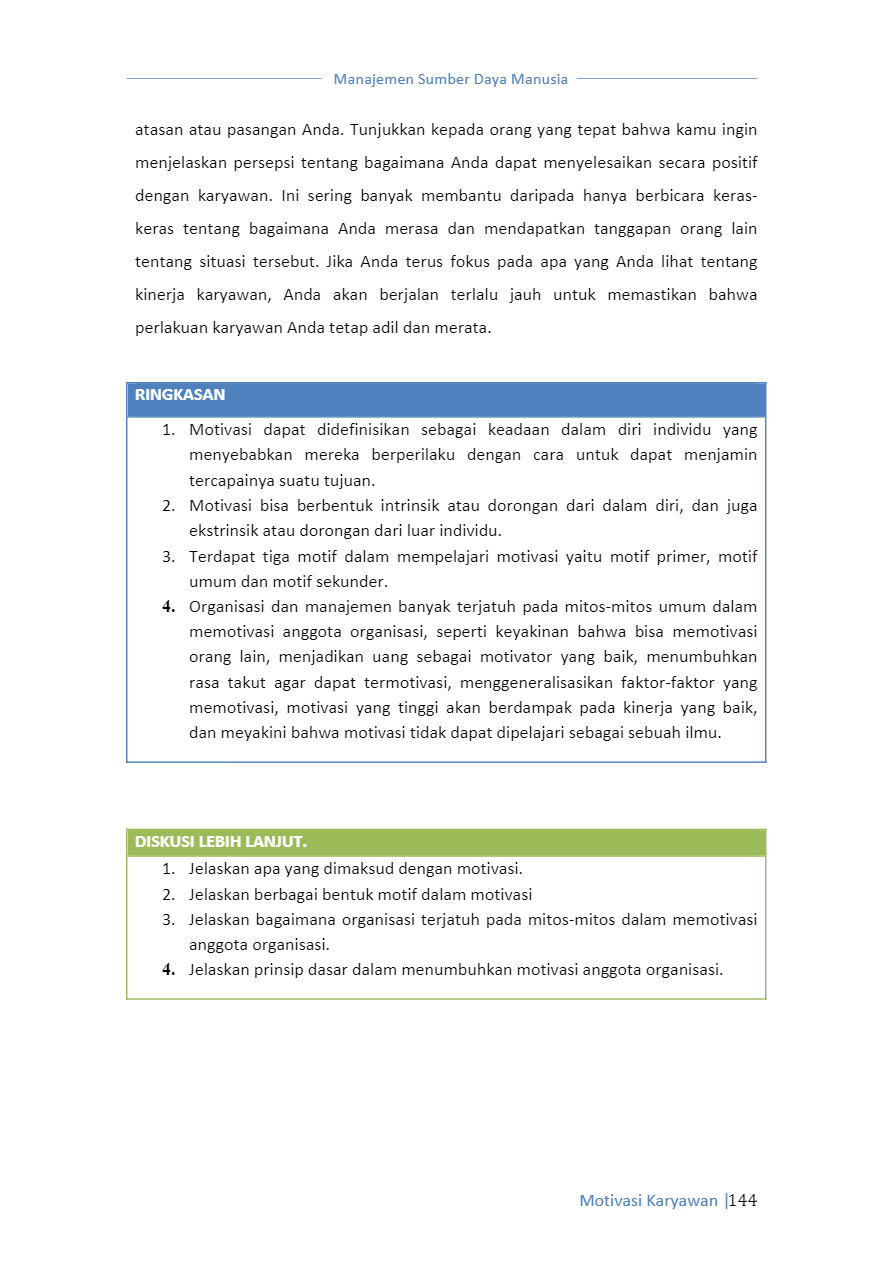 Manajemen Sumber Daya Manusia
atasan atau pasangan Anda. Tunjukkan kepada orang yang tepat bahwa kamu ingin
menjelaskan persepsi tentang bagaimana Anda dapat menyelesaikan secara positif
dengan karyawan. Ini sering banyak membantu daripada hanya berbicara keras-
keras tentang bagaimana Anda merasa dan mendapatkan tanggapan orang lain
tentang situasi tersebut. Jika Anda terus fokus pada apa yang Anda lihat tentang
kinerja karyawan, Anda akan berjalan terlalu jauh untuk memastikan bahwa
perlakuan karyawan Anda tetap adil dan merata.
RINGKASAN
1. Motivasi dapat didefinisikan sebagai keadaan dalam diri individu yang
menyebabkan mereka berperilaku dengan cara untuk dapat menjamin
tercapainya suatu tujuan.
2. Motivasi bisa berbentuk intrinsik atau dorongan dari dalam diri, dan juga
ekstrinsik atau dorongan dari luar individu.
3. Terdapat tiga motif dalam mempelajari motivasi yaitu motif primer, motif
umum dan motif sekunder.
4. Organisasi dan manajemen banyak terjatuh pada mitos-mitos umum dalam
memotivasi anggota organisasi, seperti keyakinan bahwa bisa memotivasi
orang lain, menjadikan uang sebagai motivator yang baik, menumbuhkan
rasa takut agar dapat termotivasi, menggeneralisasikan faktor-faktor yang
memotivasi, motivasi yang tinggi akan berdampak pada kinerja yang baik,
dan meyakini bahwa motivasi tidak dapat dipelajari sebagai sebuah ilmu.
DISKUSI LEBIH LANJUT.
1. Jelaskan apa yang dimaksud dengan motivasi.
2. Jelaskan berbagai bentuk motif dalam motivasi
3. Jelaskan bagaimana organisasi terjatuh pada mitos-mitos dalam memotivasi
anggota organisasi.
4. Jelaskan prinsip dasar dalam menumbuhkan motivasi anggota organisasi.
Motivasi Karyawan |144